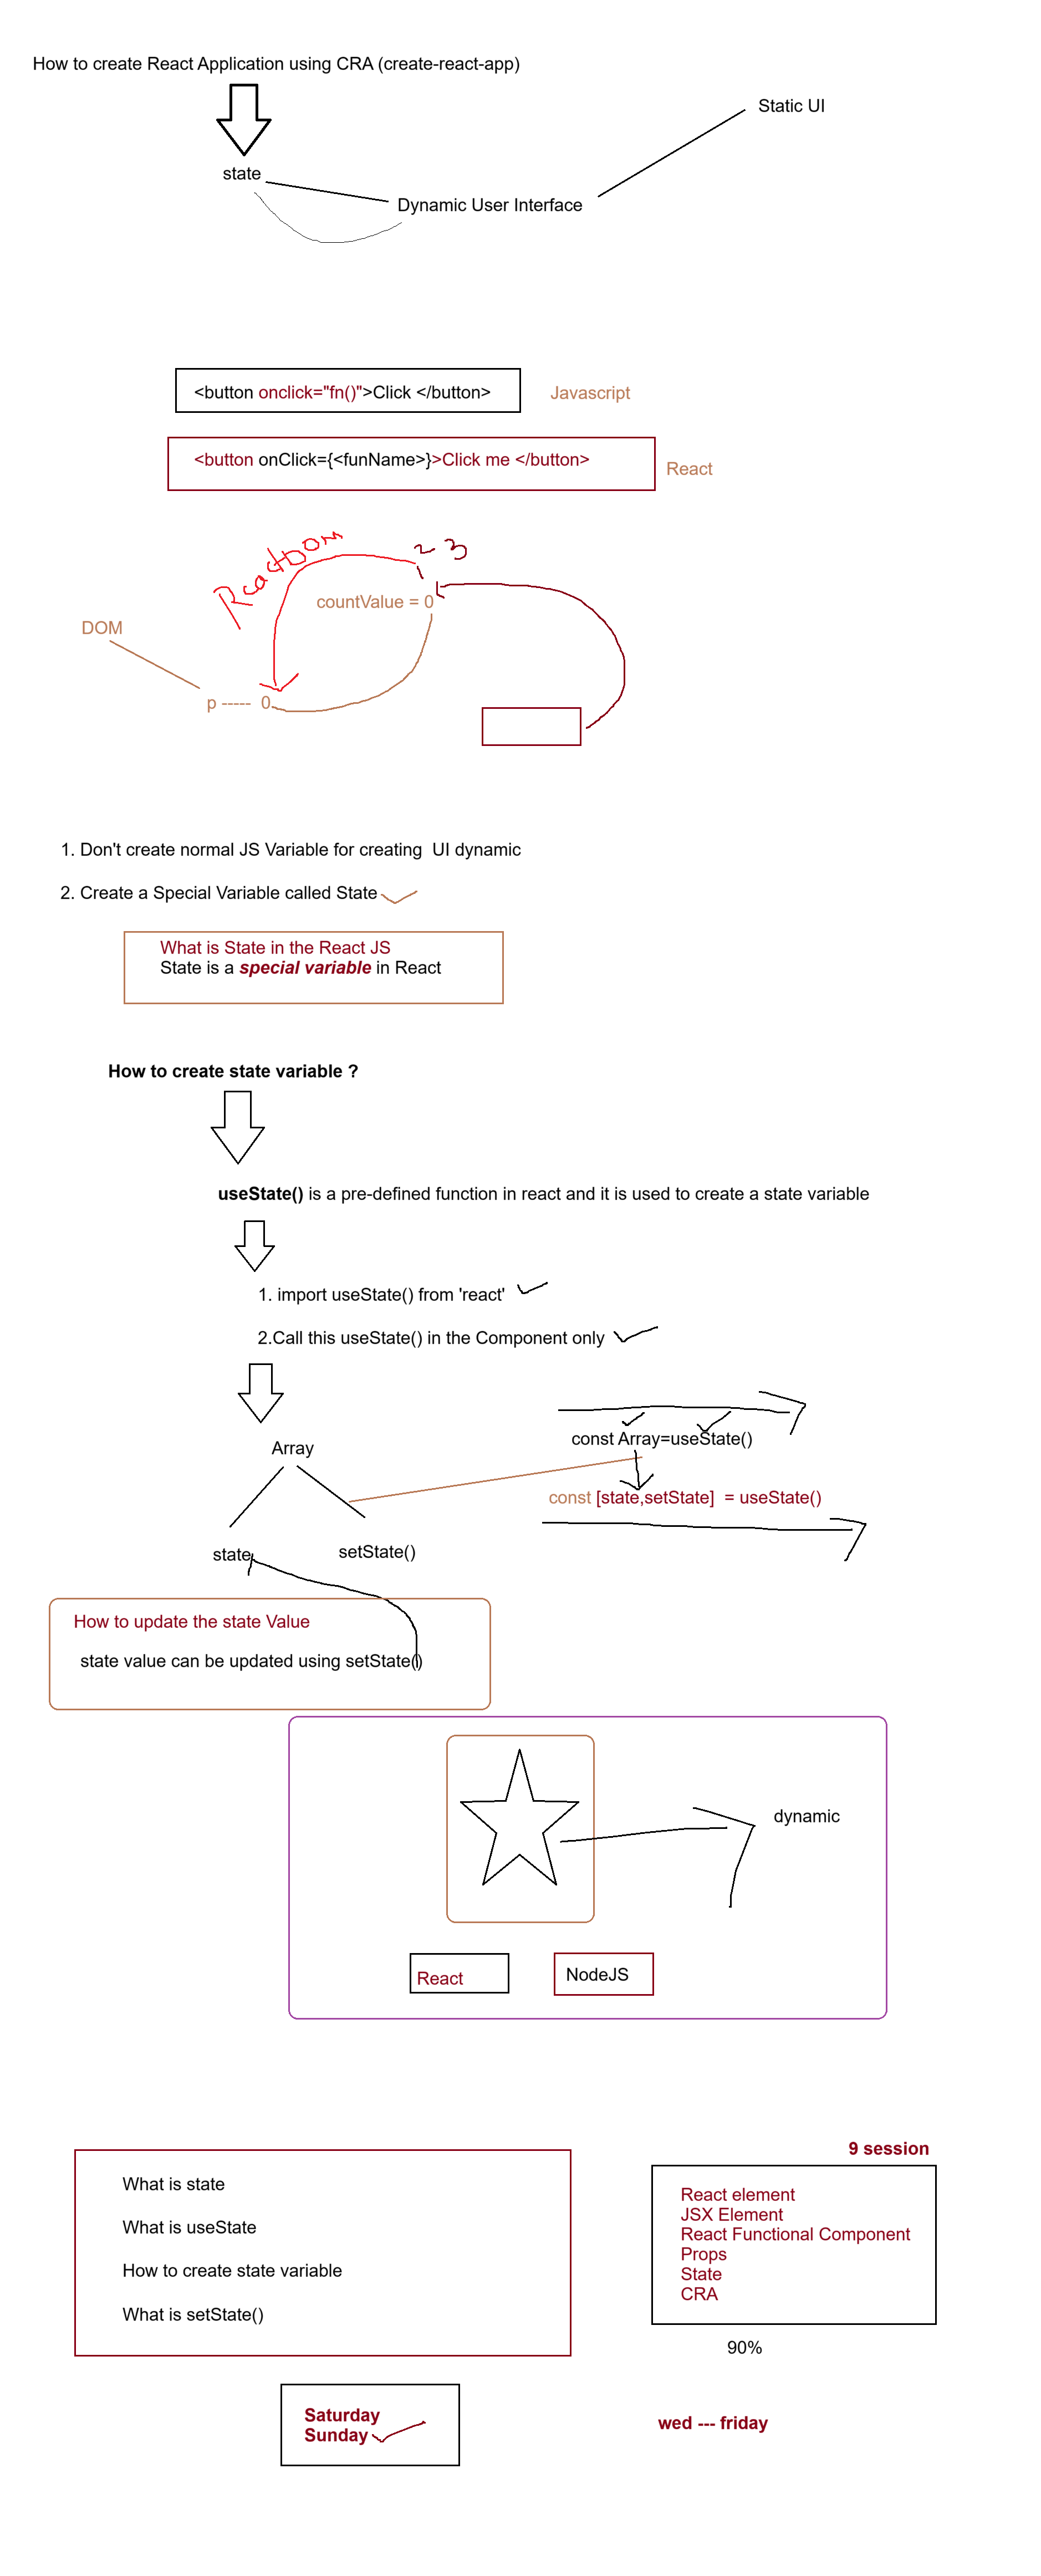 How to create React Application using CRA (create-react-app)
Static UI
state
Dynamic User Interface
<button onclick="fn()">Click </button>
Javascript
<button onClick={<funName>}>Click me </button>
React
ReactDom
2 3
1
countValue = 0
DOM
p ----- 0
1. Don't create normal JS Variable for creating  UI dynamic
2. Create a Special Variable called State
What is State in the React JS
State is a special variable in React
How to create state variable ?
useState() is a pre-defined function in react and it is used to create a state variable
1. import useState() from 'react'
2.Call this useState() in the Component only
const Array=useState()
Array
const [state,setState]  = useState()
state
setState()
How to update the state Value
state value can be updated using setState()
dynamic
React
NodeJS
9 session
What is state
What is useState
How to create state variable
What is setState()
React element
JSX Element
React Functional Component
Props
State
CRA
90%
Saturday
Sunday
wed --- friday